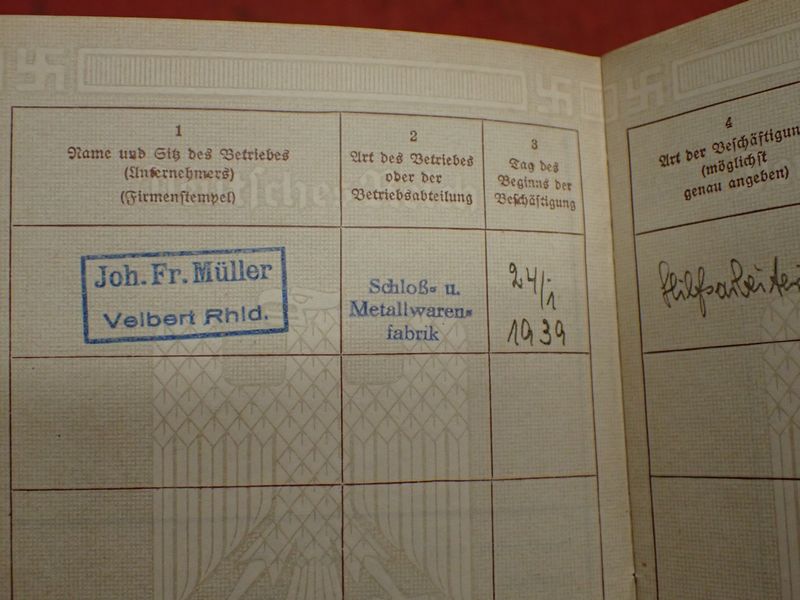 1
Name und Sitz des Betriebes
(Unternehmers)
(Firmenstempel)
2
Art des Betriebes
oder der
Betriebsabteilung
3
Tag des
Beginns der
Beschäftigung
4
Art der Beschäftigun
(möglichst
genau angeben)
Joh. Fr. Müller
Velbert Rhld.
Schloß- u.
Metallwaren-
fabrik
24/1
1939
Hilfsarbeite